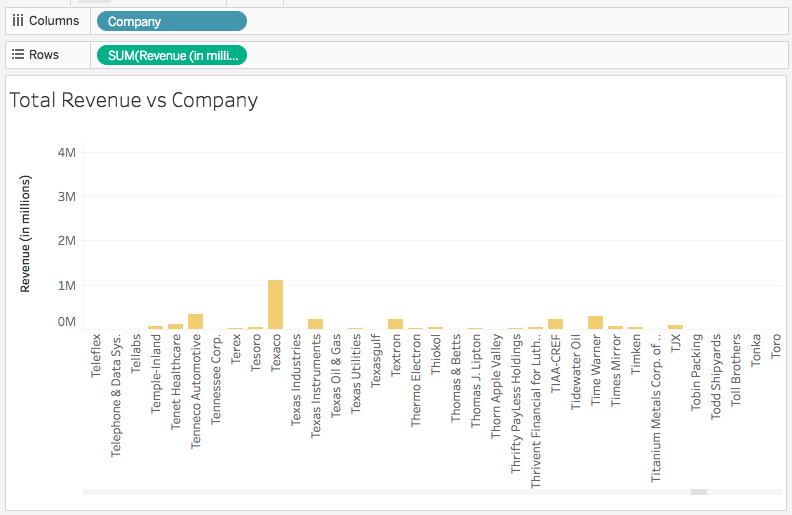 Columns
Company
Rows
SUM(Revenue (in milli...
Total Revenue vs Company
Revenue (in millions)
4M
3M
2M
1M
0M
Teleflex
Telephone & Data Sys.
Tellabs
Temple-Inland
Tenet Healthcare
Tenneco Automotive
Tennessee Corp.
Terex
Tesoro
Texaco
Texas Industries
Texas Instruments
Texas Oil & Gas
Texas Utilities
Texasgulf
Textron
Thermo Electron
Thiokol
Thomas & Betts
Thomas J. Lipton
Thorn Apple Valley
Thrifty PayLess Holdings
Thrivent Financial for Luth..
TIAA-CREF
Tidewater Oil
Time Warner
Times Mirror
Timken
Titanium Metals Corp. of ..
TJX
Tobin Packing
Todd Shipyards
Toll Brothers
Tonka
Toro